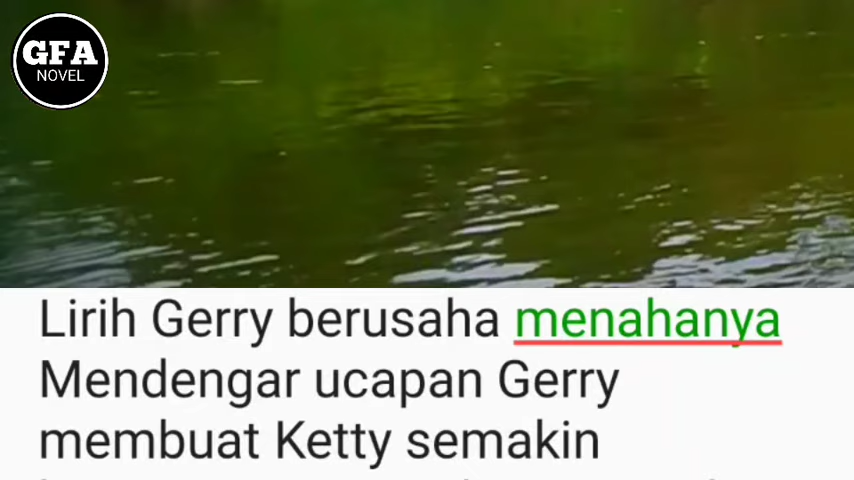 GFA
NOVEL
Lirih Gerry berusaha menahanya
Mendengar ucapan Gerry
membuat Ketty semakin